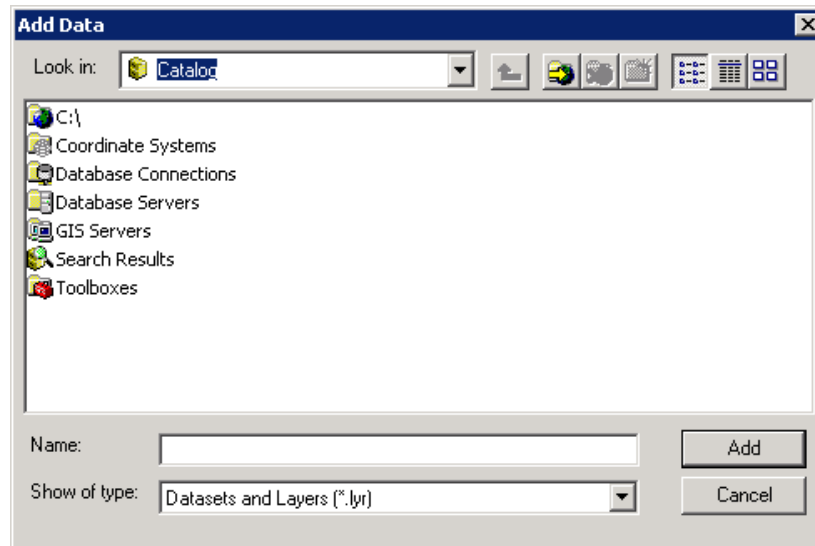 Add Data
Look in: Catalog
C:\
Coordinate Systems
Database Connections
Database Servers
GIS Servers
Search Results
Toolboxes
Name: Add
Show of type: Datasets and Layers (*.lyr) Cancel